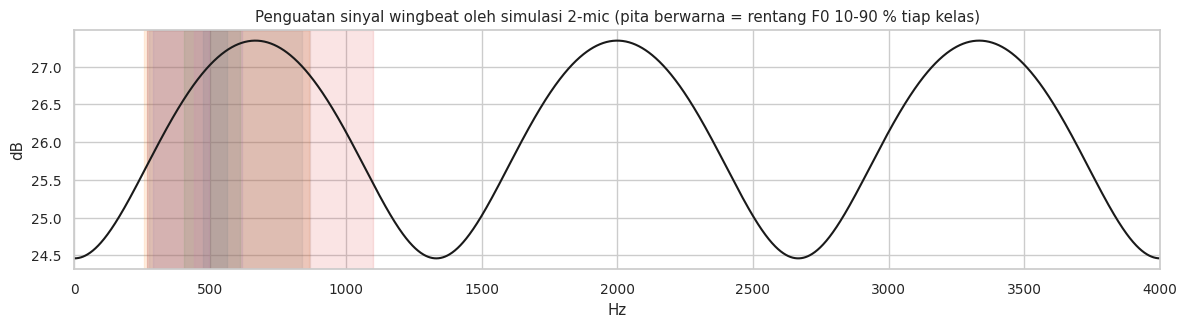 Penguatan sinyal wingbeat oleh simulasi 2-mic (pita berwarna = rentang F0 10-90 % tiap kelas)
dB
27.0
26.5
26.0
25.5
25.0
24.5
0 500 1000 1500 2000 2500 3000 3500 4000
Hz